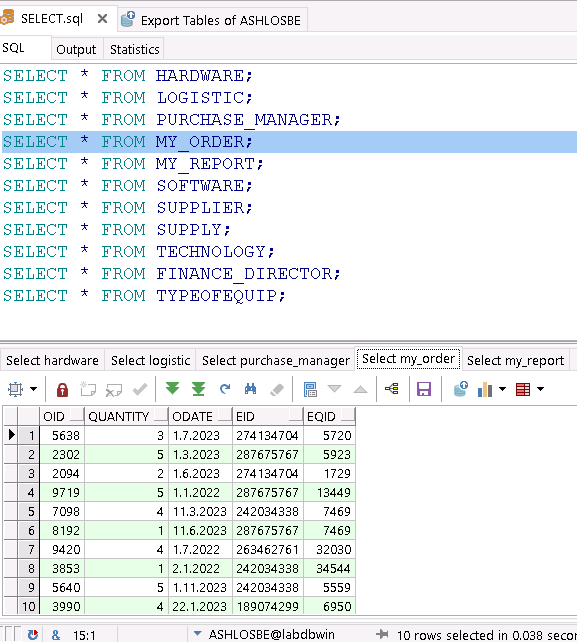 SELECT.sql Export Tables of ASHLOSBE
SQL Output Statistics
SELECT * FROM HARDWARE;
SELECT * FROM LOGISTIC;
SELECT * FROM PURCHASE_MANAGER;
SELECT * FROM MY_ORDER;
SELECT * FROM MY_REPORT;
SELECT * FROM SOFTWARE;
SELECT * FROM SUPPLIER;
SELECT * FROM SUPPLY;
SELECT * FROM TECHNOLOGY;
SELECT * FROM FINANCE_DIRECTOR;
SELECT * FROM TYPEOFEQUIP;
Select hardware Select logistic Select purchase_manager Select my_order Select my_report
OID QUANTITY ODATE EID EQID
1 5638 3 1.7.2023 274134704 5720
2 2302 5 1.3.2023 287675767 5923
3 2094 2 1.6.2023 274134704 1729
4 9719 5 1.1.2022 287675767 13449
5 7098 4 11.3.2023 242034338 7469
6 8192 1 11.6.2023 287675767 7469
7 9420 4 1.7.2022 263462761 32030
8 3853 1 2.1.2022 242034338 34544
9 5640 5 1.11.2023 242034338 5559
10 3990 4 22.1.2023 189074299 6950
& 15:1 ASHLOSBE@labdbwin 10 rows selected in 0.038 secor